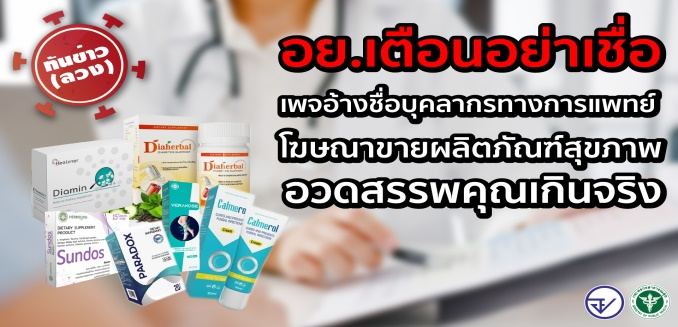 ทันข่าว
(ลวง)
อย.เตือนอย่าเชื่อ
เพจอ้างชื่อบุคลากรทางการแพทย์
โฆษณาขายผลิตภัณฑ์สุขภาพ
อวดสรรพคุณเกินจริง
Diaherbal
Diaherbal
Diamin
DIETARY SUPPLEMENT
PRODUCT
Sundos
PARADOX
Calmerol